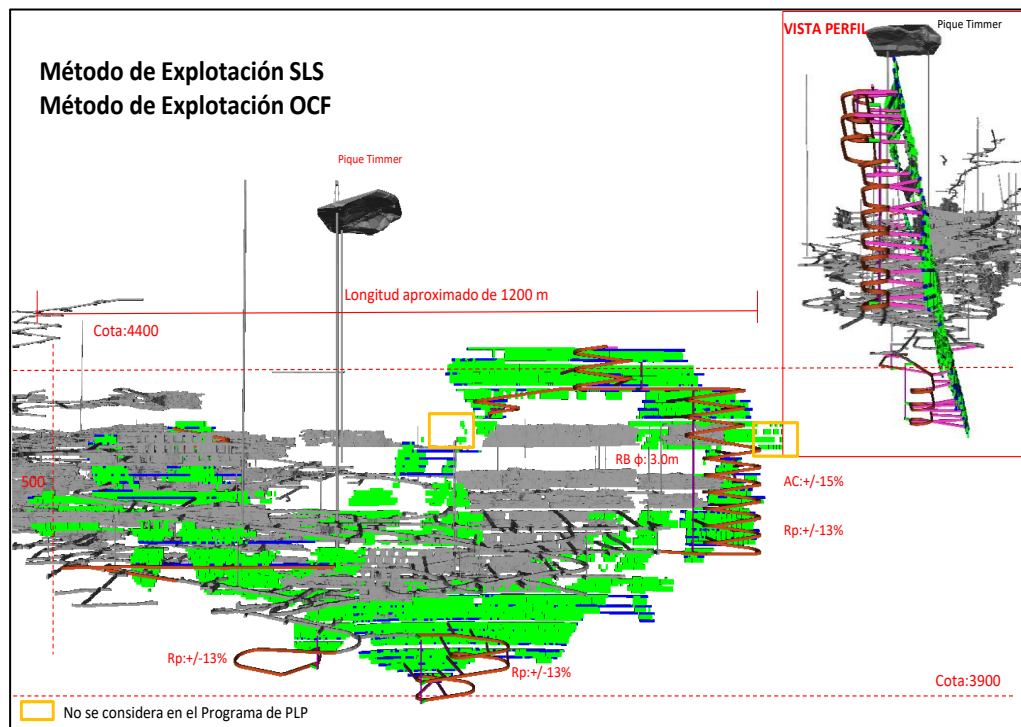 VISTA PERFIL
Pique Timmer
Método de Explotación SLS
Método de Explotación OCF
Pique Timmer
Longitud aproximado de 1200 m
Cota:4400
RB ϕ: 3.0m
500
AC:+/-15%
Rp:+/-13%
Rp:+/-13%
Rp:+/-13%
Cota:3900
No se considera en el Programa de PLP